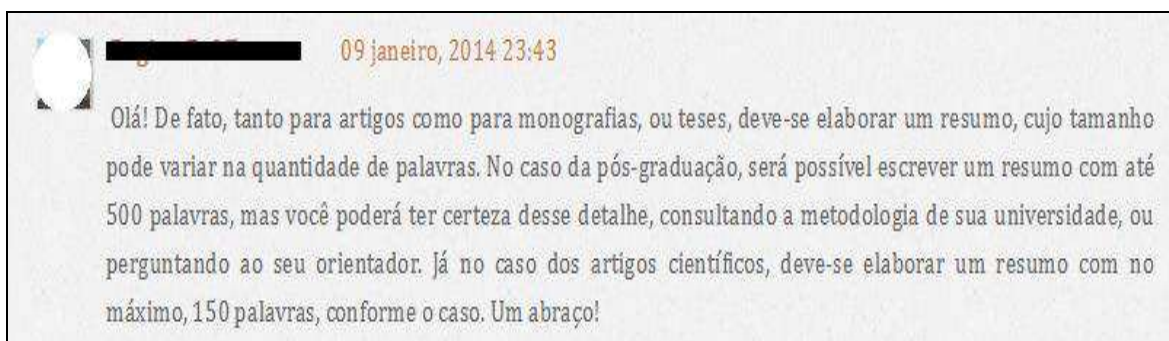 09 janeiro, 2014 23:43
Olá! De fato, tanto para artigos como para monografias, ou teses, deve-se elaborar um resumo, cujo tamanho
pode variar na quantidade de palavras. No caso da pós-graduação, será possível escrever um resumo com até
500 palavras, mas você poderá ter certeza desse detalhe, consultando a metodologia de sua universidade, ou
perguntando ao seu orientador. Já no caso dos artigos científicos, deve-se elaborar um resumo com no
máximo, 150 palavras, conforme o caso. Um abraço!